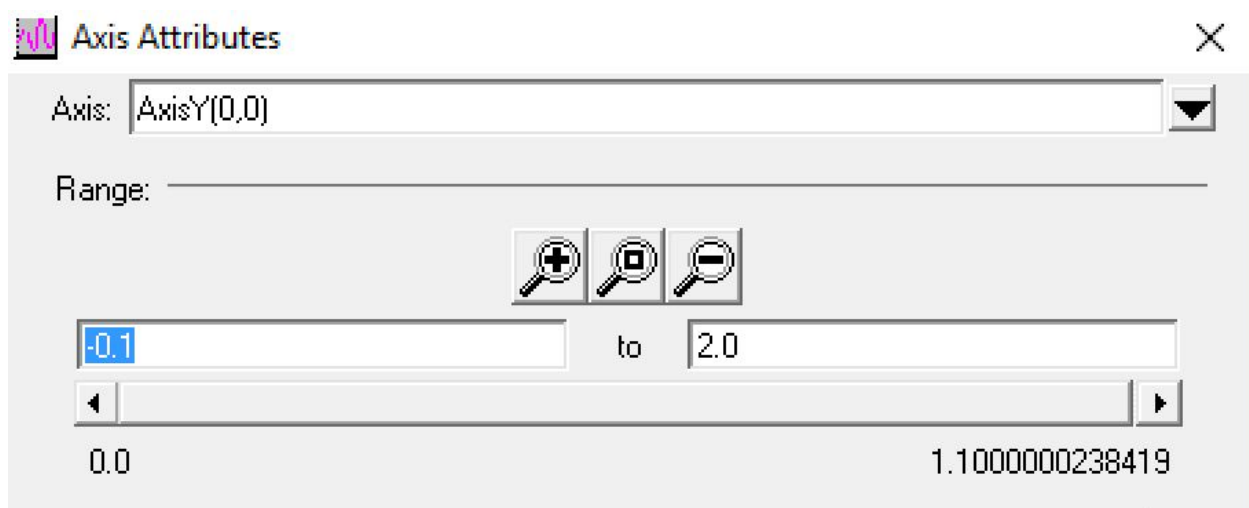 Axis Attributes
Axis: AxisY(0,0)
Range:
-0.1 to 2.0
0.0 1.1000000238419